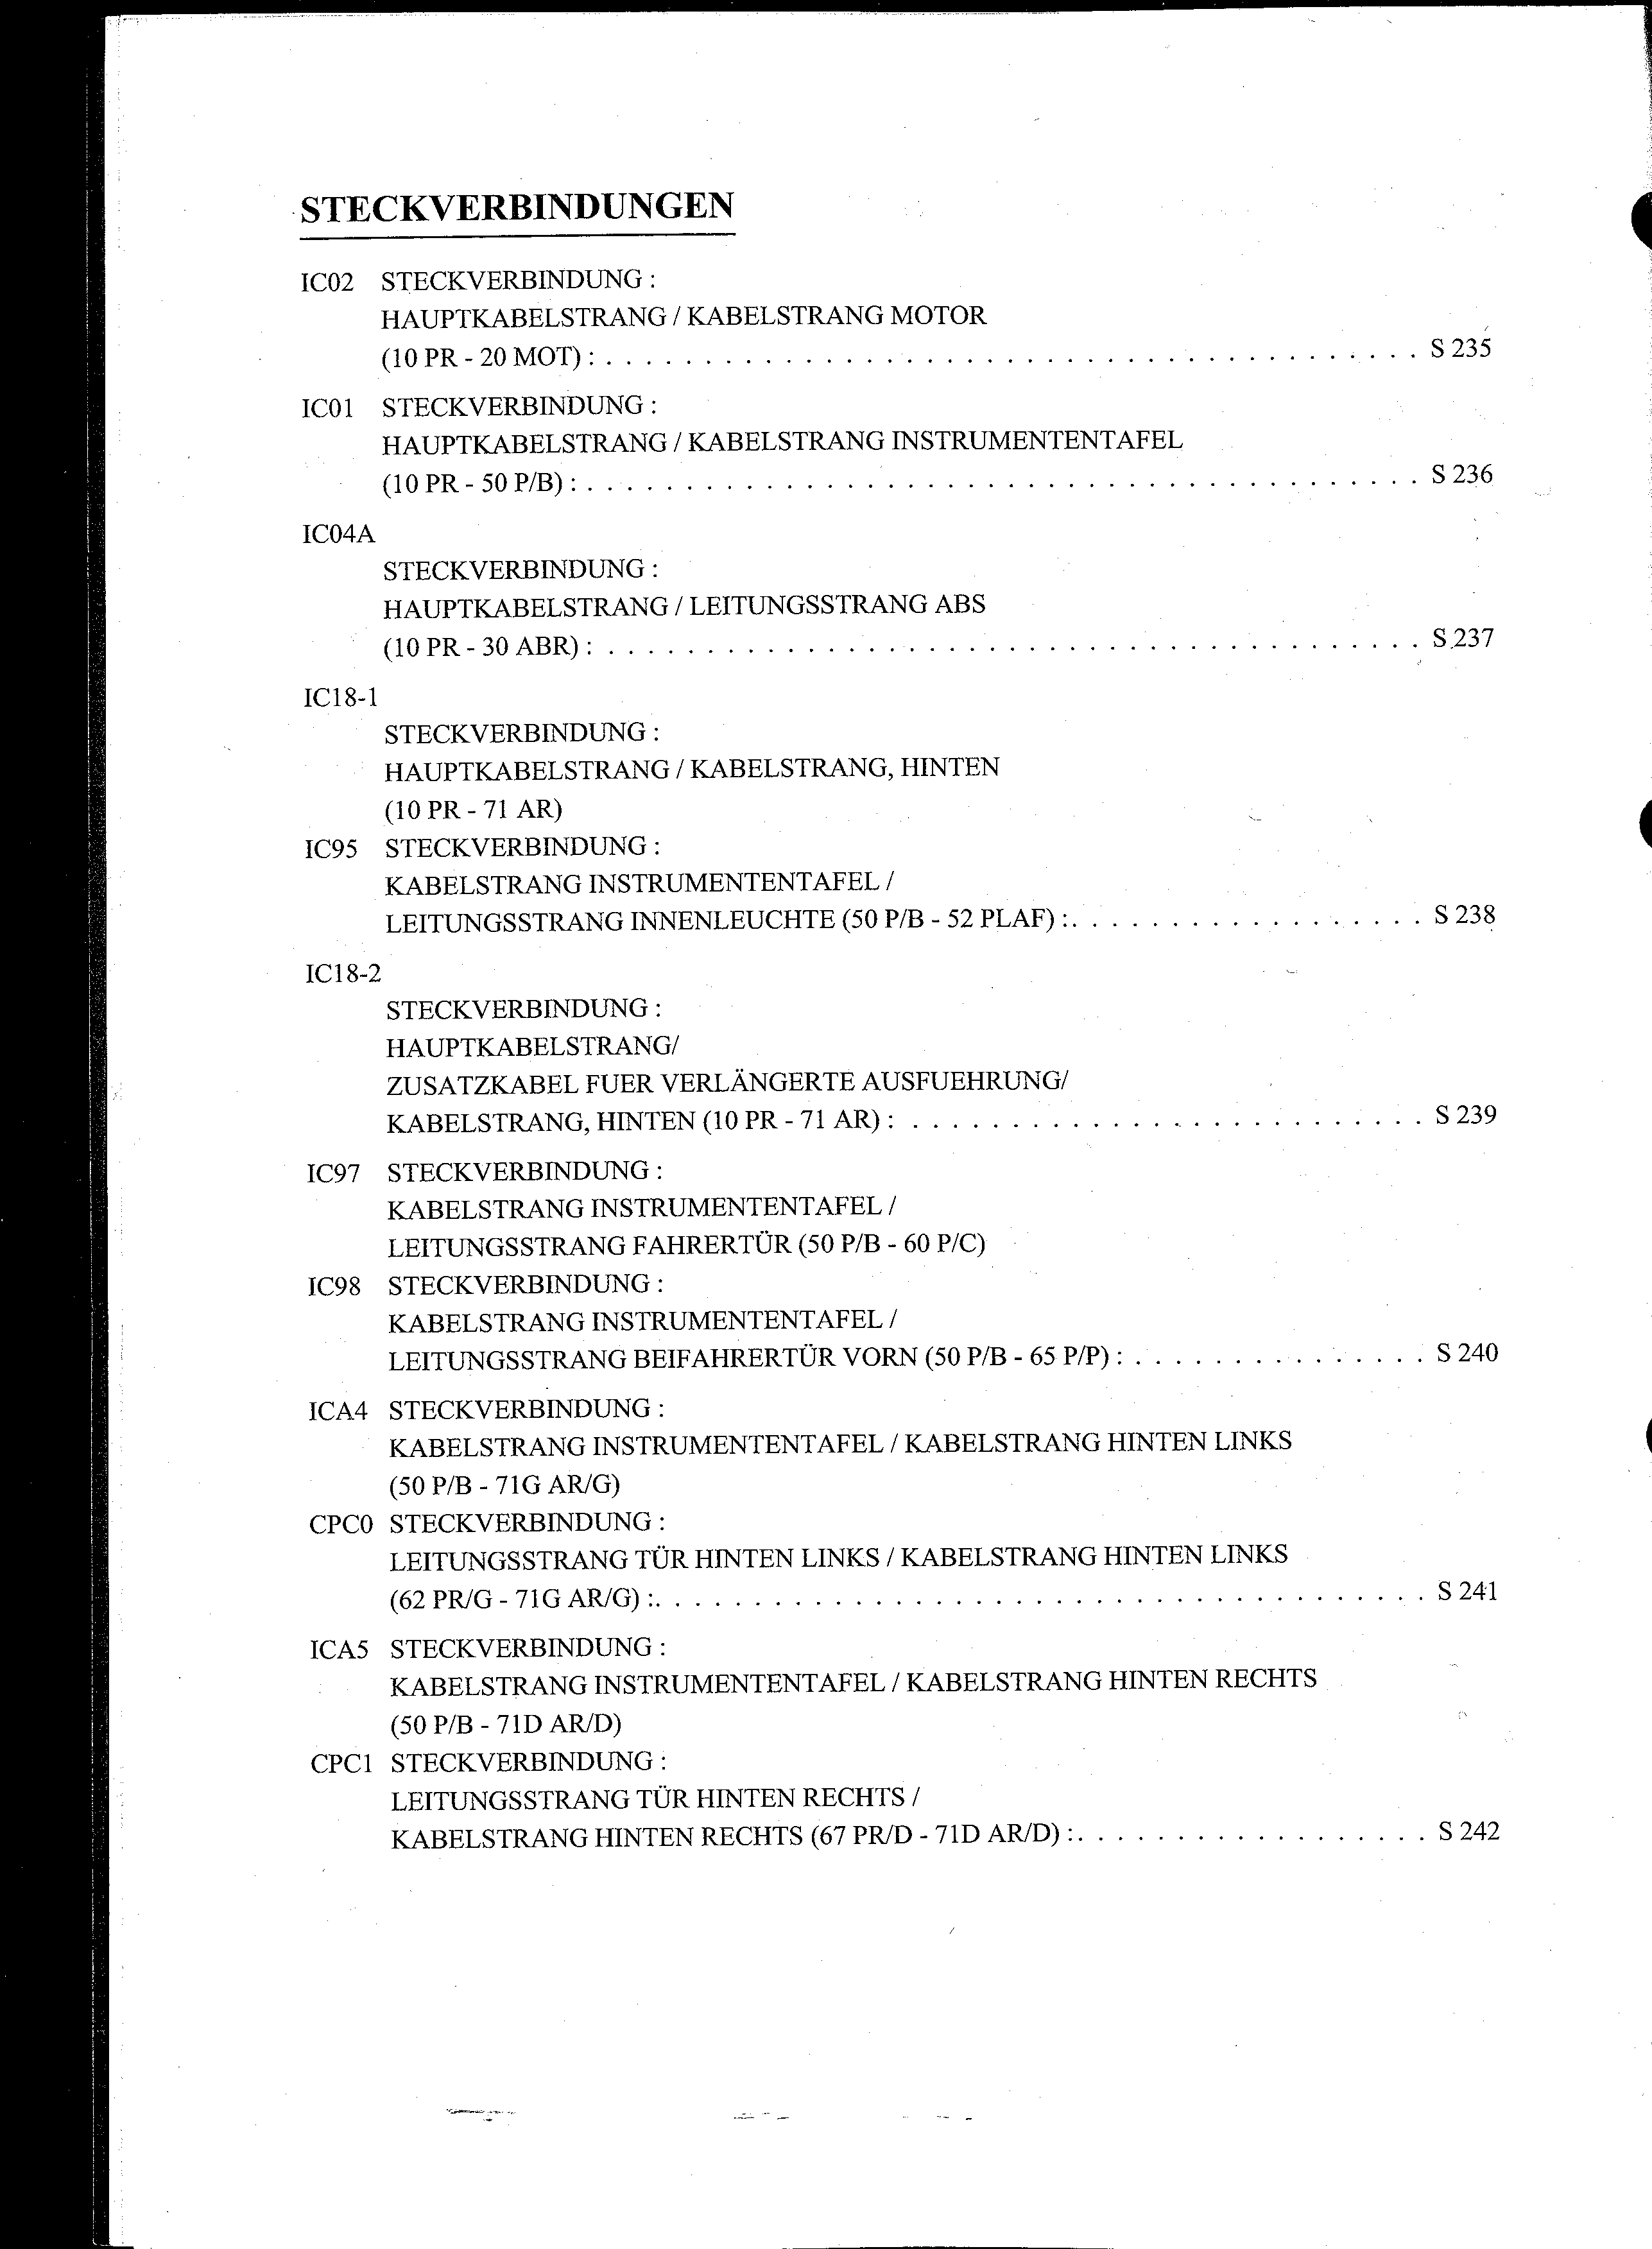 STECKVERBINDUNGEN
IC02 STECKVERBINDUNG :
HAUPTKABELSTRANG / KABELSTRANG MOTOR
(10 PR - 20 MOT) : . . . . . . . . . . . . . . . . . . . . . . . . . . . . . . . . . . . . . . . . . S 235
IC01 STECKVERBINDUNG :
HAUPTKABELSTRANG / KABELSTRANG INSTRUMENTENTAFEL
(10 PR - 50 P/B) : . . . . . . . . . . . . . . . . . . . . . . . . . . . . . . . . . . . . . . . . . . S 236
IC04A
STECKVERBINDUNG :
HAUPTKABELSTRANG / LEITUNGSSTRANG ABS
(10 PR - 30 ABR) : . . . . . . . . . . . . . . . . . . . . . . . . . . . . . . . . . . . . . . . . . S 237
IC18-1
STECKVERBINDUNG :
HAUPTKABELSTRANG / KABELSTRANG, HINTEN
(10 PR - 71 AR)
IC95 STECKVERBINDUNG :
KABELSTRANG INSTRUMENTENTAFEL /
LEITUNGSSTRANG INNENLEUCHTE (50 P/B - 52 PLAF) :. . . . . . . . . . . . . . . . . . S 238
IC18-2
STECKVERBINDUNG :
HAUPTKABELSTRANG/
ZUSATZKABEL FUER VERLÄNGERTE AUSFUEHRUNG/
KABELSTRANG, HINTEN (10 PR - 71 AR) : . . . . . . . . . . . . . . . . . . . . . . . . . . S 239
IC97 STECKVERBINDUNG :
KABELSTRANG INSTRUMENTENTAFEL /
LEITUNGSSTRANG FAHRERTÜR (50 P/B - 60 P/C)
IC98 STECKVERBINDUNG :
KABELSTRANG INSTRUMENTENTAFEL /
LEITUNGSSTRANG BEIFAHRERTÜR VORN (50 P/B - 65 P/P) : . . . . . . . . . . . . . . . S 240
ICA4 STECKVERBINDUNG :
KABELSTRANG INSTRUMENTENTAFEL / KABELSTRANG HINTEN LINKS
(50 P/B - 71G AR/G)
CPC0 STECKVERBINDUNG :
LEITUNGSSTRANG TÜR HINTEN LINKS / KABELSTRANG HINTEN LINKS
(62 PR/G - 71G AR/G) :. . . . . . . . . . . . . . . . . . . . . . . . . . . . . . . . . . . . . . . S 241
ICA5 STECKVERBINDUNG :
KABELSTRANG INSTRUMENTENTAFEL / KABELSTRANG HINTEN RECHTS
(50 P/B - 71D AR/D)
CPC1 STECKVERBINDUNG :
LEITUNGSSTRANG TÜR HINTEN RECHTS /
KABELSTRANG HINTEN RECHTS (67 PR/D - 71D AR/D) :. . . . . . . . . . . . . . . . . . S 242